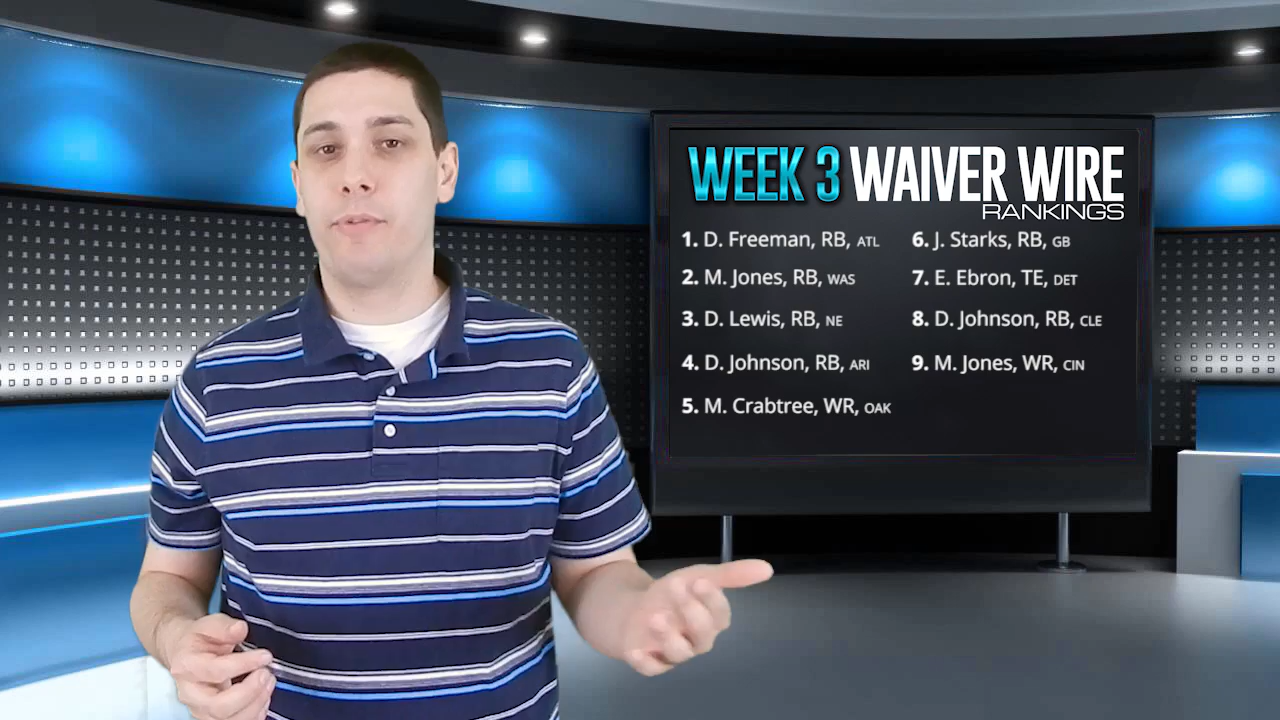 WEEK 3 WAIVER WIRE
RANKINGS
1. D. Freeman, RB, ATL
2. M. Jones, RB, WAS
3. D. Lewis, RB, NE
4. D. Johnson, RB, ARI
5. M. Crabtree, WR, OAK
6. J. Starks, RB, GB
7. E. Ebron, TE, DET
8. D. Johnson, RB, CLE
9. M. Jones, WR, CIN